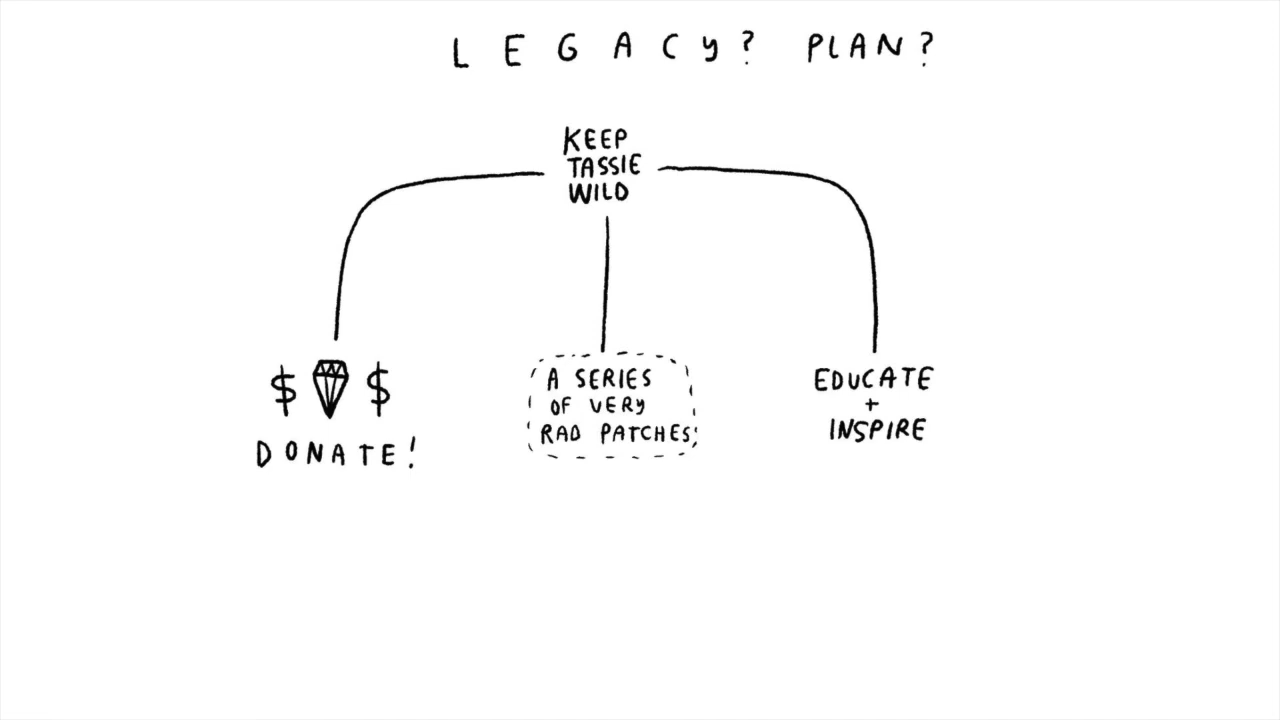 LEGACY? PLAN?
KEEP
TASSIE
WILD
$ $
DONATE!
A SERIES
OF VERY
RAD PATCHES
EDUCATE
+
INSPIRE